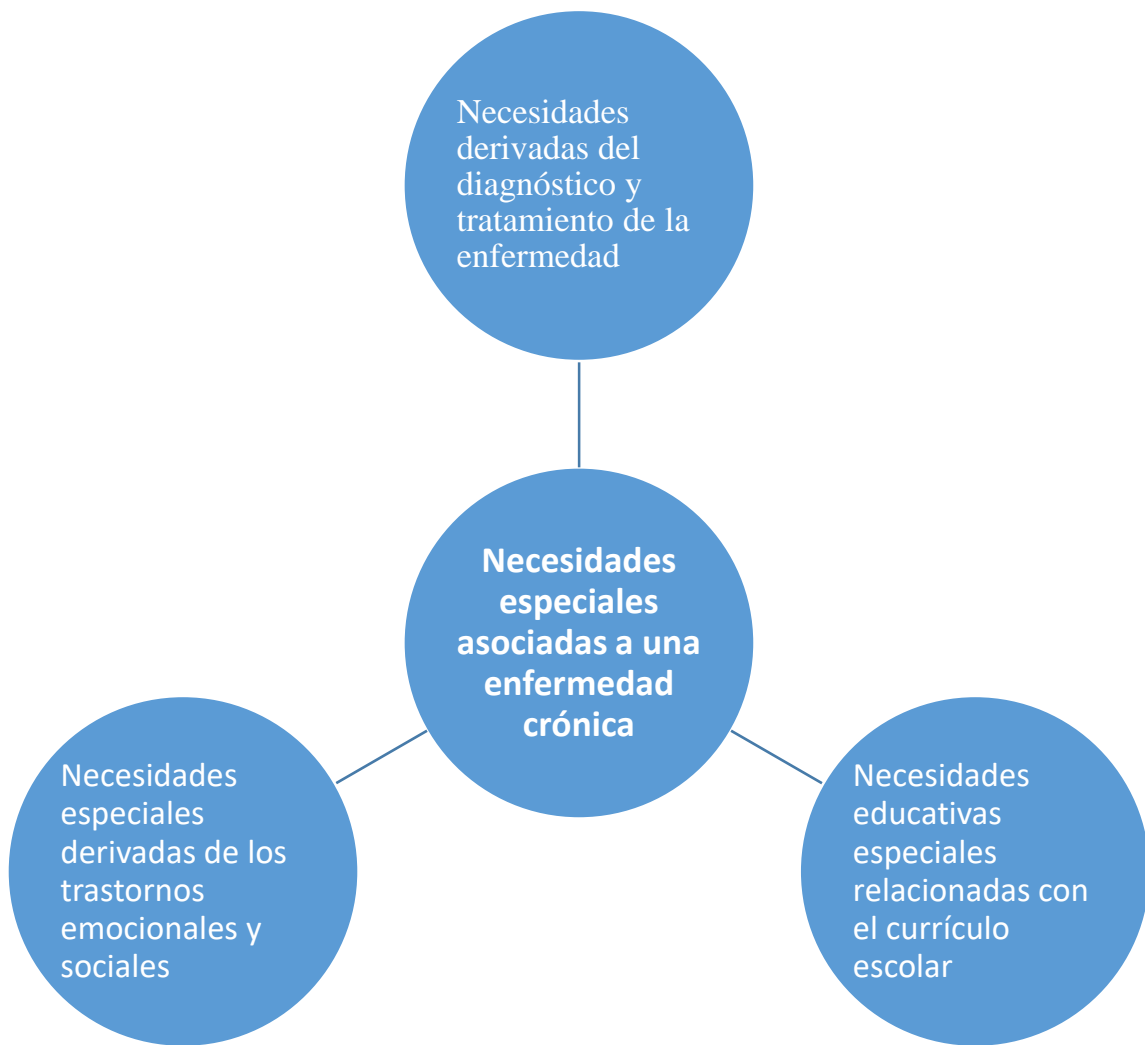 Necesidades
derivadas del
diagnóstico y
tratamiento de la
enfermedad
Necesidades
especiales
asociadas a una
enfermedad
crónica
Necesidades
especiales
derivadas de los
trastornos
emocionales y
sociales
Necesidades
educativas
especiales
relacionadas con
el currículo
escolar